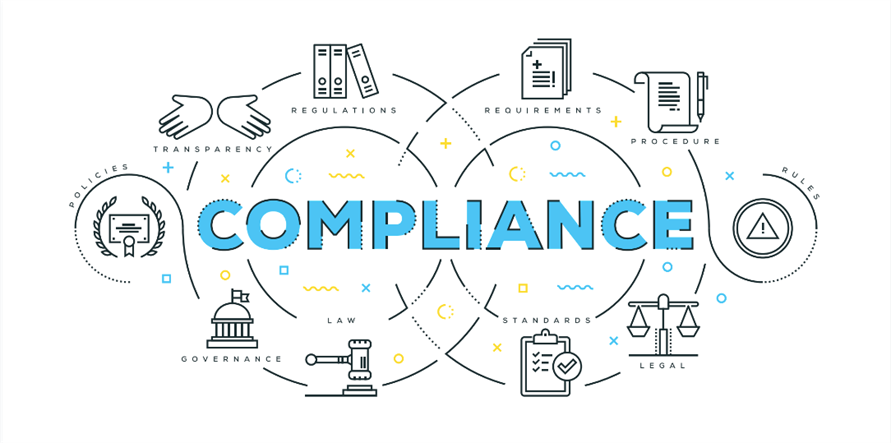 REGULATIONS
REQUIREMENTS
TRANSPARENCY
PROCEDURE
POLICIES
RULES
COMPLIANCE
LAW
STANDARDS
GOVERNANCE
LEGAL